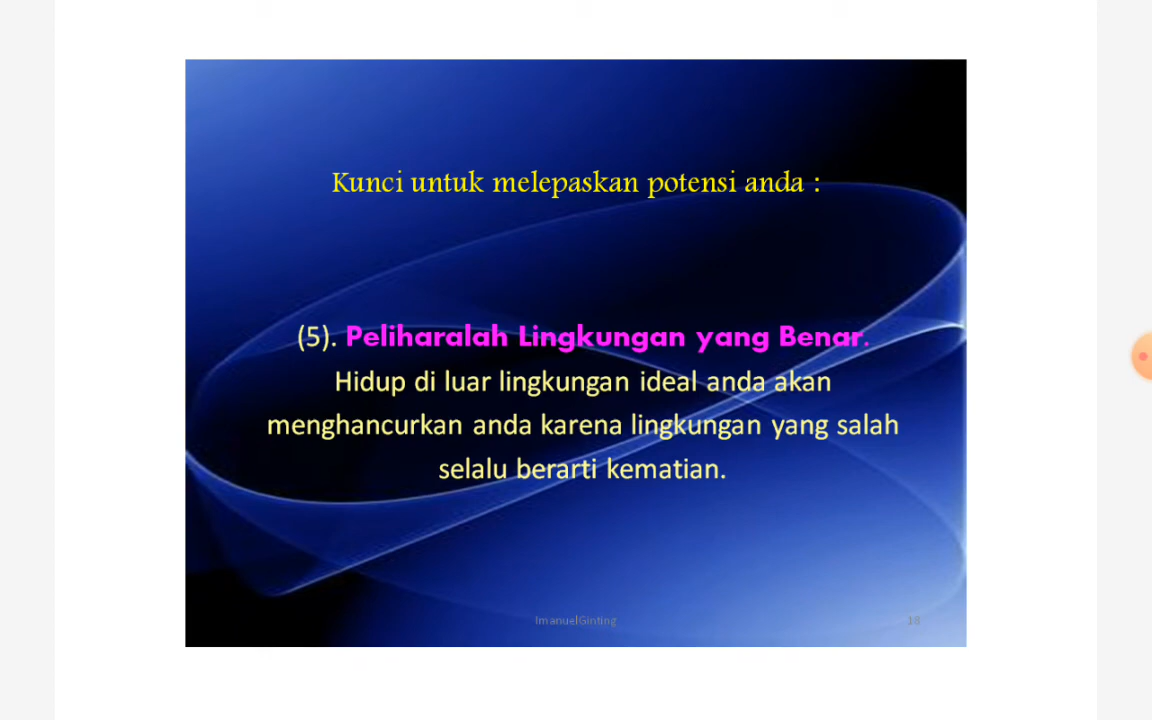 Kunci untuk melepaskan potensi anda :
(5). Peliharalah Lingkungan yang Benar.
Hidup di luar lingkungan ideal anda akan
menghancurkan anda karena lingkungan yang salah
selalu berarti kematian.
ImanuelGinting
18